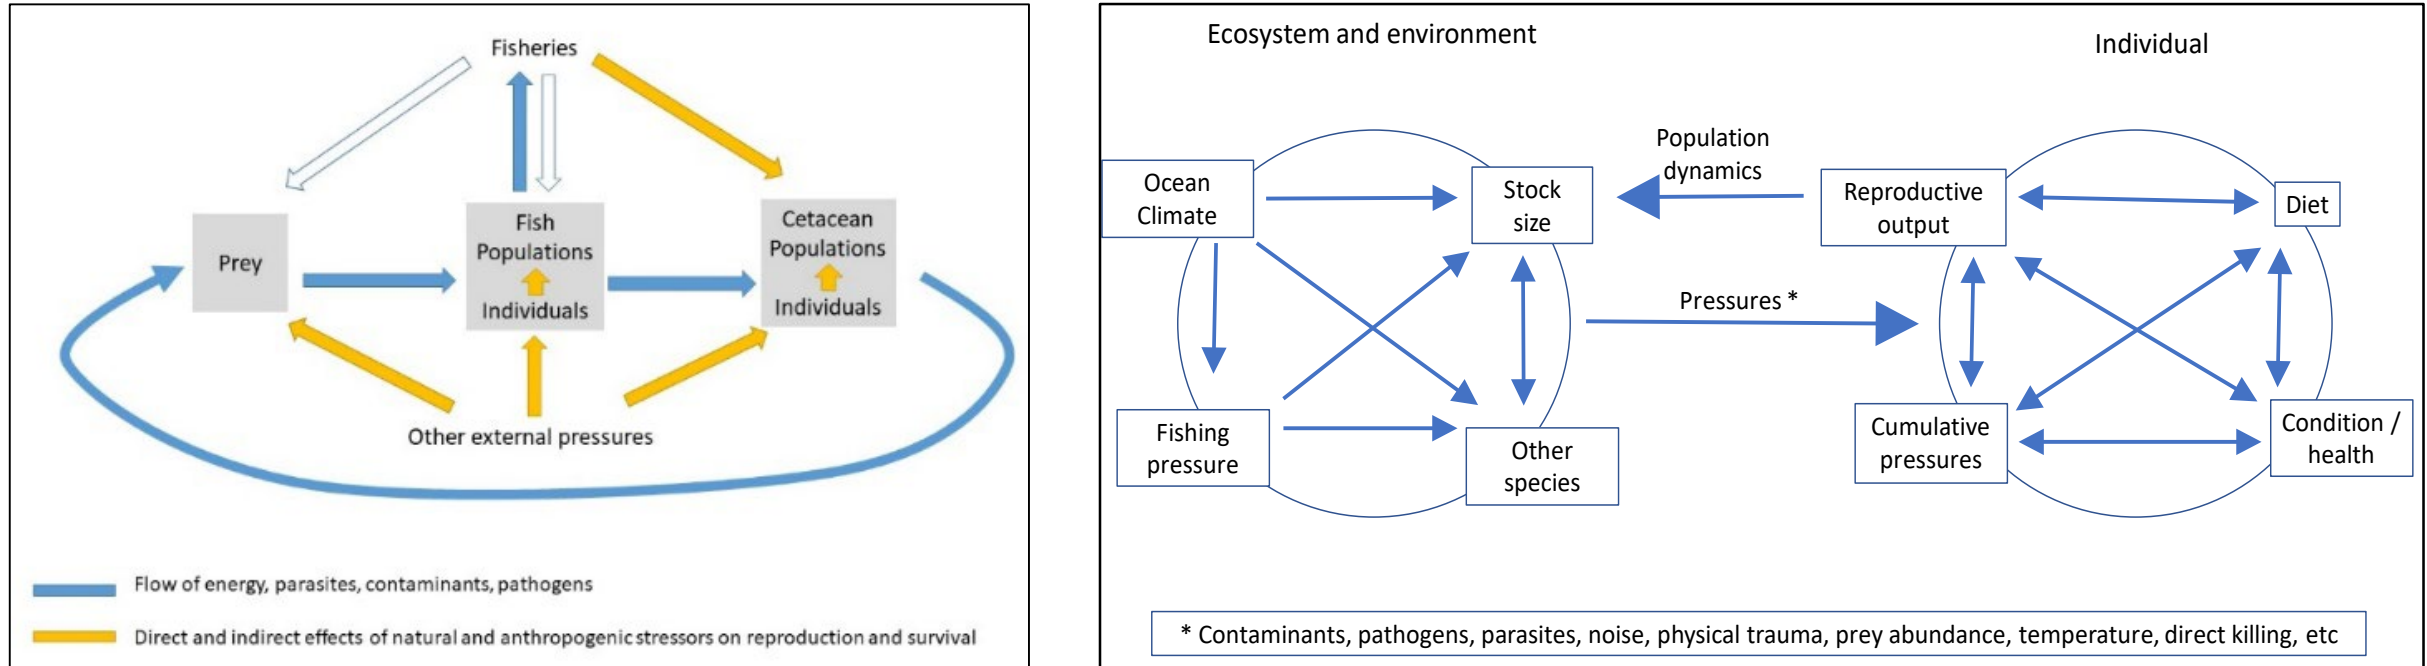 Fisheries
Prey
Fish
Populations
Individuals
Cetacean
Populations
Individuals
Other external pressures
Flow of energy, parasites, contaminants, pathogens
Direct and indirect effects of natural and anthropogenic stressors on reproduction and survival
Ecosystem and environment
Individual
Ocean
Climate
Stock
size
Population
dynamics
Reproductive
output
Diet
Pressures *
Fishing
pressure
Other
species
Cumulative
pressures
Condition /
health
* Contaminants, pathogens, parasites, noise, physical trauma, prey abundance, temperature, direct killing, etc